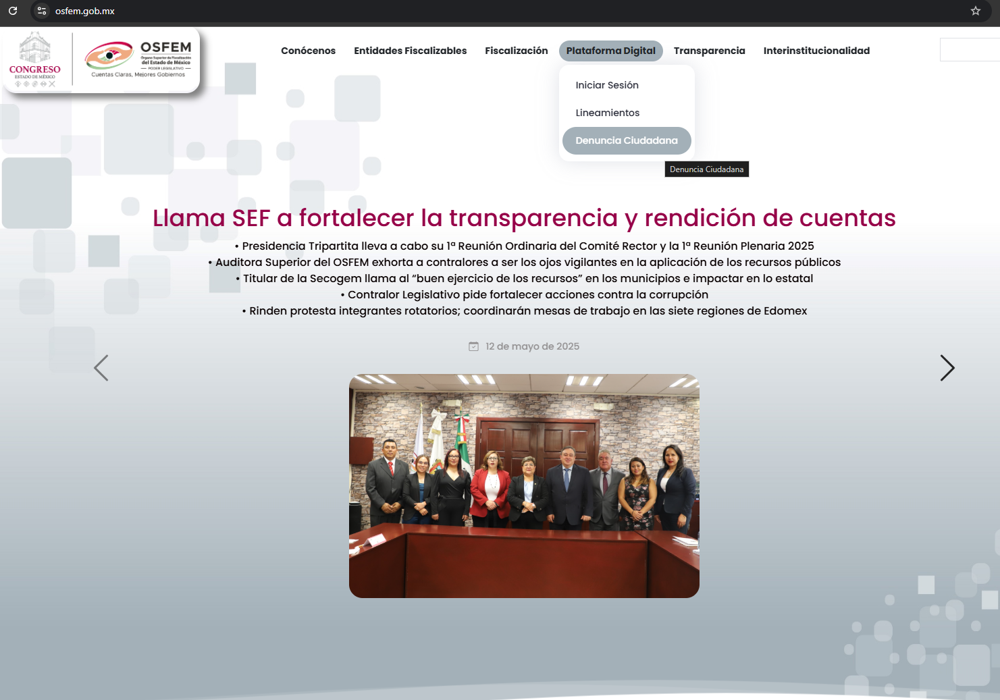 osfem.gob.mx
CONGRESO
ESTADO DE MÉXICO
OSFEM
Órgano Superior de Fiscalización
del Estado de México
PODER LEGISLATIVO
Cuentas Claras, Mejores Gobiernos
Conócenos
Entidades Fiscalizables
Fiscalización
Plataforma Digital
Transparencia
Interinstitucionalidad
Iniciar Sesión
Lineamientos
Denuncia Ciudadana
Denuncia Ciudadana
Llama SEF a fortalecer la transparencia y rendición de cuentas
• Presidencia Tripartita lleva a cabo su 1ª Reunión Ordinaria del Comité Rector y la 1ª Reunión Plenaria 2025
• Auditora Superior del OSFEM exhorta a contralores a ser los ojos vigilantes en la aplicación de los recursos públicos
• Titular de la Secogem llama al “buen ejercicio de los recursos” en los municipios e impactar en lo estatal
• Contralor Legislativo pide fortalecer acciones contra la corrupción
• Rinden protesta integrantes rotatorios; coordinarán mesas de trabajo en las siete regiones de Edomex
12 de mayo de 2025